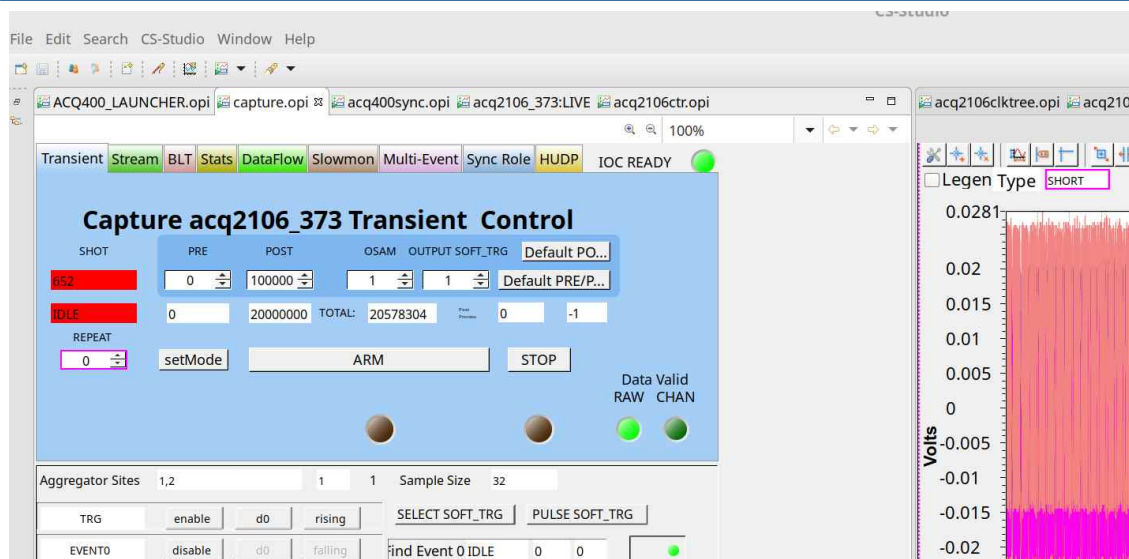 CS-Studio
File Edit Search CS-Studio Window Help
ACQ400_LAUNCHER.opi capture.opi acq400sync.opi acq2106_373:LIVE acq2106ctr.opi
acq2106clktree.opi acq210
100%
Transient Stream BLT Stats DataFlow Slowmon Multi-Event Sync Role HUDP IOC READY
Legen Type SHORT
Capture acq2106_373 Transient Control
SHOT PRE POST OSAM OUTPUT SOFT_TRG Default PO...
652 0 100000 1 1 Default PRE/P...
IDLE 0 20000000 TOTAL: 20578304 0 -1
REPEAT
0 setMode ARM STOP
Data Valid
RAW CHAN
Aggregator Sites 1,2 1 1 Sample Size 32
TRG enable d0 rising SELECT SOFT_TRG PULSE SOFT_TRG
EVENT0 disable d0 falling Find Event 0 IDLE 0 0
Volts
0.0281
0.02
0.015
0.01
0.005
0
-0.005
-0.01
-0.015
-0.02